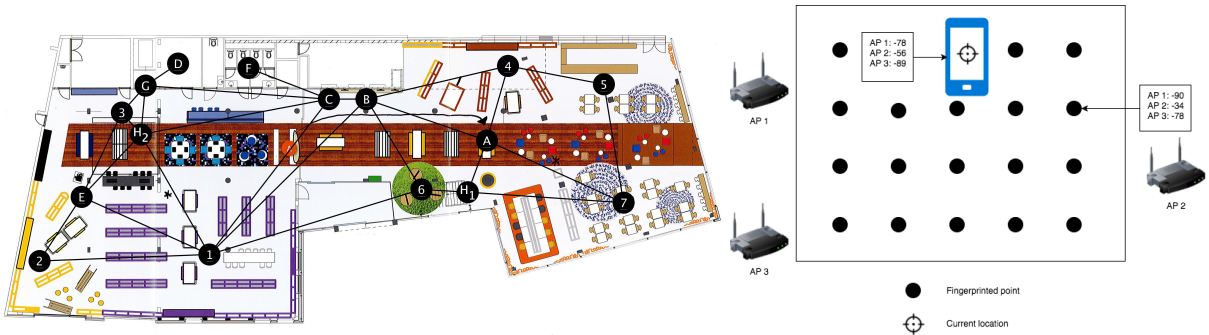 D
F
G
C
B
4
5
3
H2
A
E
6
H1
7
1
2
AP 1
AP 3
AP 1: -78
AP 2: -56
AP 3: -89
AP 1: -90
AP 2: -34
AP 3: -78
AP 2
Fingerprinted point
Current location